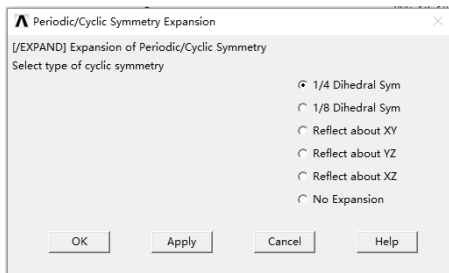 Periodic/Cyclic Symmetry Expansion
[/EXPAND] Expansion of Periodic/Cyclic Symmetry
Select type of cyclic symmetry
1/4 Dihedral Sym
1/8 Dihedral Sym
Reflect about XY
Reflect about YZ
Reflect about XZ
No Expansion
OK Apply Cancel Help